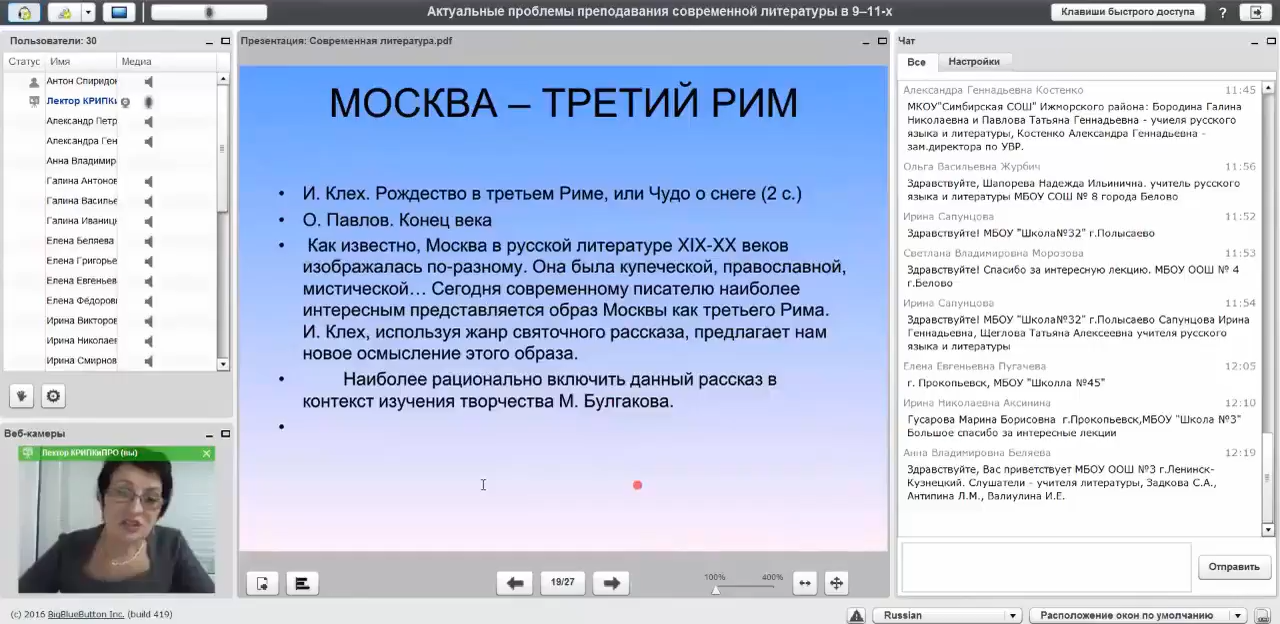 Актуальные проблемы преподавания современной литературы в 9–11-х
Клавиши быстрого доступа
?
Пользователи: 30
Статус Имя Медиа
Антон Спиридон
Лектор КРИПКи
Александр Петр
Александра Ген
Анна Владимир
Галина Антонов
Галина Василье
Галина Иваниць
Елена Беляева
Елена Григорье
Елена Евгеньев
Елена Фёдоров
Ирина Викторов
Ирина Николаев
Ирина Смирнов
Веб-камеры
Лектор КРИПКиПРО (вы)
Презентация: Современная литература.pdf
МОСКВА – ТРЕТИЙ РИМ
• И. Клех. Рождество в третьем Риме, или Чудо о снеге (2 с.)
• О. Павлов. Конец века
• Как известно, Москва в русской литературе XIX-XX веков
изображалась по-разному. Она была купеческой, православной,
мистической… Сегодня современному писателю наиболее
интересным представляется образ Москвы как третьего Рима.
И. Клех, используя жанр святочного рассказа, предлагает нам
новое осмысление этого образа.
• Наиболее рационально включить данный рассказ в
контекст изучения творчества М. Булгакова.
•
19/27
100% 400%
Чат
Все Настройки
Александра Геннадьевна Костенко 11:45
МКОУ"Симбирская СОШ" Ижморского района: Бородина Галина
Николаевна и Павлова Татьяна Геннадьевна - учиеля русского
языка и литературы, Костенко Александра Геннадьевна -
зам.директора по УВР.
Ольга Васильевна Журбич 11:56
Здравствуйте, Шапорева Надежда Ильинична. учитель русского
языка и литературы МБОУ СОШ № 8 города Белово
Ирина Сапунцова 11:52
Здравствуйте! МБОУ "Школа№32" г.Полысаево
Светлана Владимировна Морозова 11:53
Здравствуйте! Спасибо за интересную лекцию. МБОУ ООШ № 4
г.Белово
Ирина Сапунцова 11:54
Здравствуйте! МБОУ "Школа№32" г.Полысаево Сапунцова Ирина
Геннадьевна, Щеглова Татьяна Алексеевна учителя русского
языка и литературы
Елена Евгеньевна Пугачева 12:05
г. Прокопьевск, МБОУ "Школла №45"
Ирина Николаевна Аксинина 12:10
Гусарова Марина Борисовна г.Прокопьевск,МБОУ "Школа №3"
Большое спасибо за интересные лекции
Анна Владимировна Беляева 12:19
Здравствуйте, Вас приветствует МБОУ ООШ №3 г.Ленинск-
Кузнецкий. Слушатели - учителя литературы, Задкова С.А.,
Антипина Л.М., Валиулина И.Е.
Отправить
(c) 2016 BigBlueButton Inc. (build 419)
Russian
Расположение окон по умолчанию